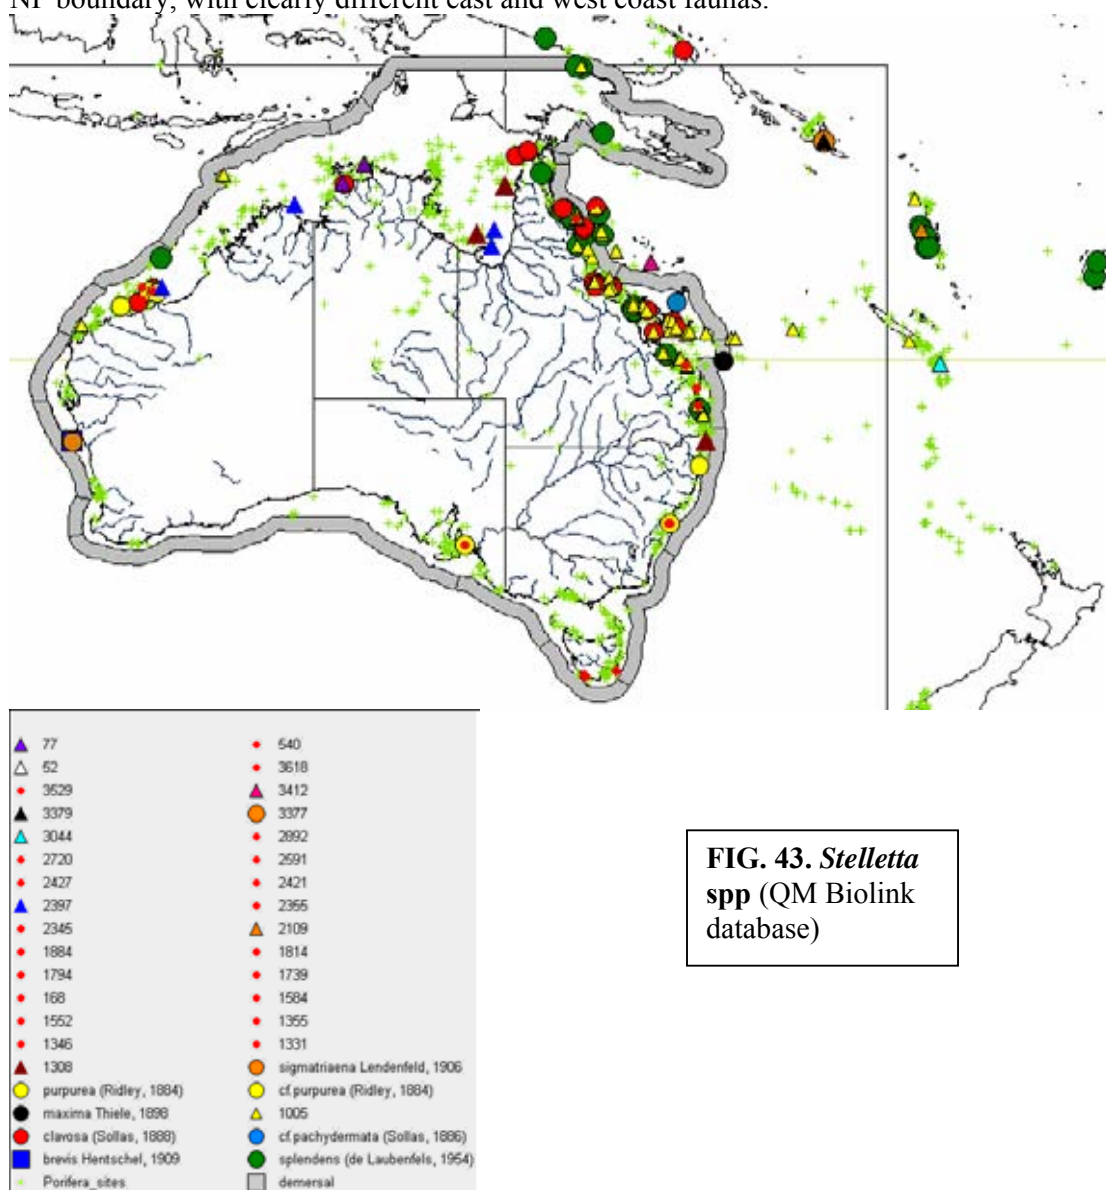 NP boundary, with clearly different east and west coast faunas.
77
52
3529
3379
3044
2720
2427
2397
2345
1884
1794
168
1552
1346
1308
purpurea (Ridley, 1884)
maxima Thiele, 1898
clavosa (Sollas, 1888)
brevis Hentschel, 1909
Porifera_sites
540
3618
3412
3377
2892
2591
2421
2355
2109
1814
1739
1584
1355
1331
sigmatriaena Lendenfeld, 1906
cf.purpurea (Ridley, 1884)
1005
cf.pachydermata (Sollas, 1886)
splendens (de Laubenfels, 1954)
demersal
FIG. 43. Stelletta
spp (QM Biolink
database)